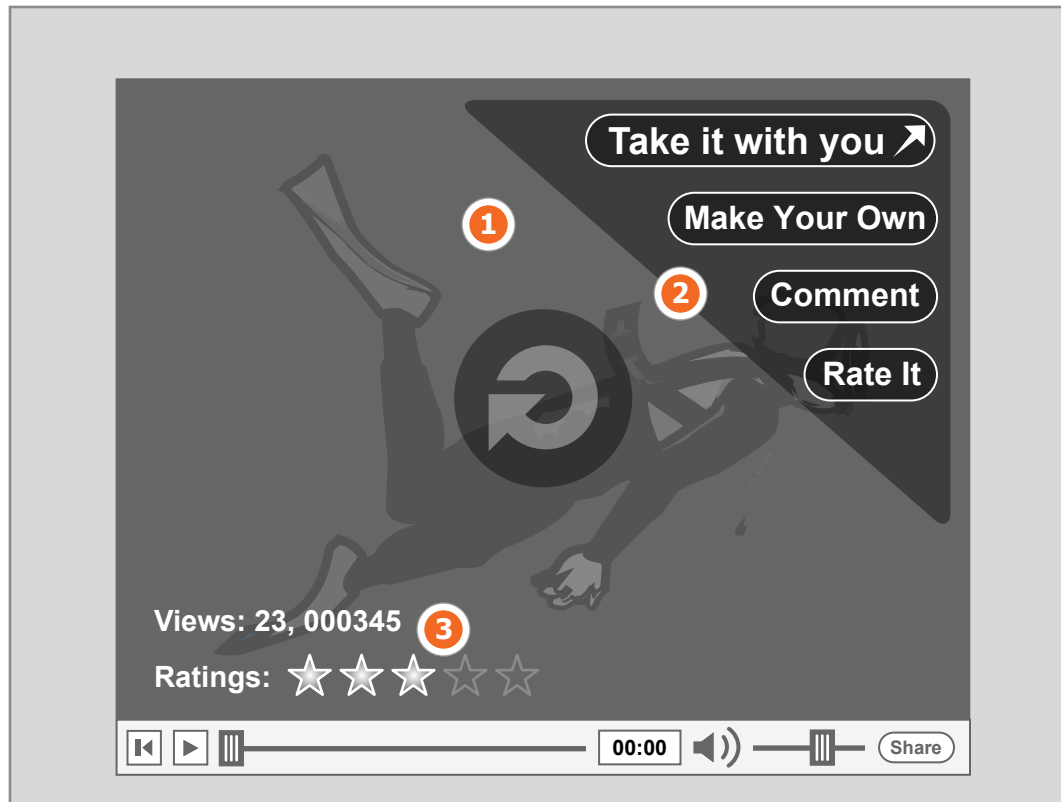 Take it with you
1
Make Your Own
2
Comment
Rate It
Views: 23, 000345
3
Ratings:
00:00
Share